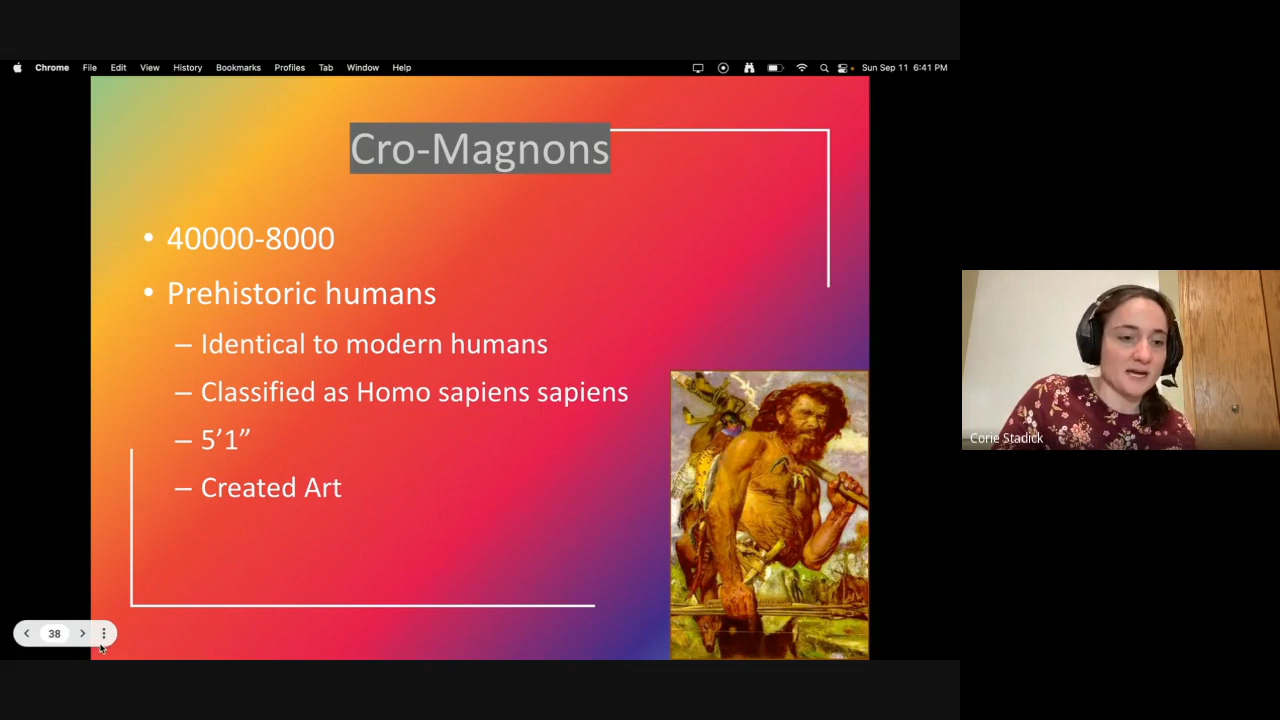 Chrome File Edit View History Bookmarks Profiles Tab Window Help Sun Sep 11 6:41 PM
Cro-Magnons
• 40000-8000
• Prehistoric humans
– Identical to modern humans
– Classified as Homo sapiens sapiens
– 5’1”
– Created Art
Corie Stadick
38